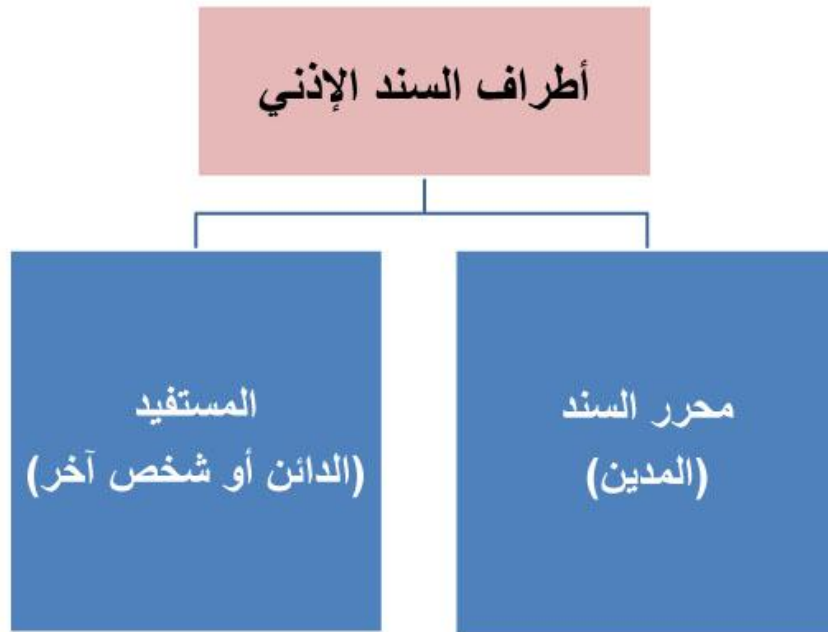 أطراف السند الإذني
محرر السند
(المدين)
المستفيد
(الدائن أو شخص آخر)